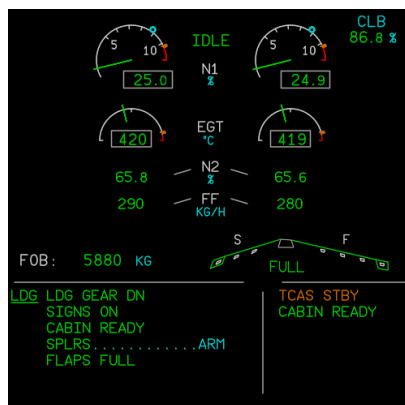 CLB
86.8 %
5 10 IDLE 5 10
25.0 N1 24.9
%
420 EGT 419
°C
65.8 N2 65.6
%
290 FF 280
KG/H
S F
FOB: 5880 KG
FULL
LDG LDG GEAR DN
SIGNS ON
CABIN READY
SPLRS............ARM
FLAPS FULL
TCAS STBY
CABIN READY